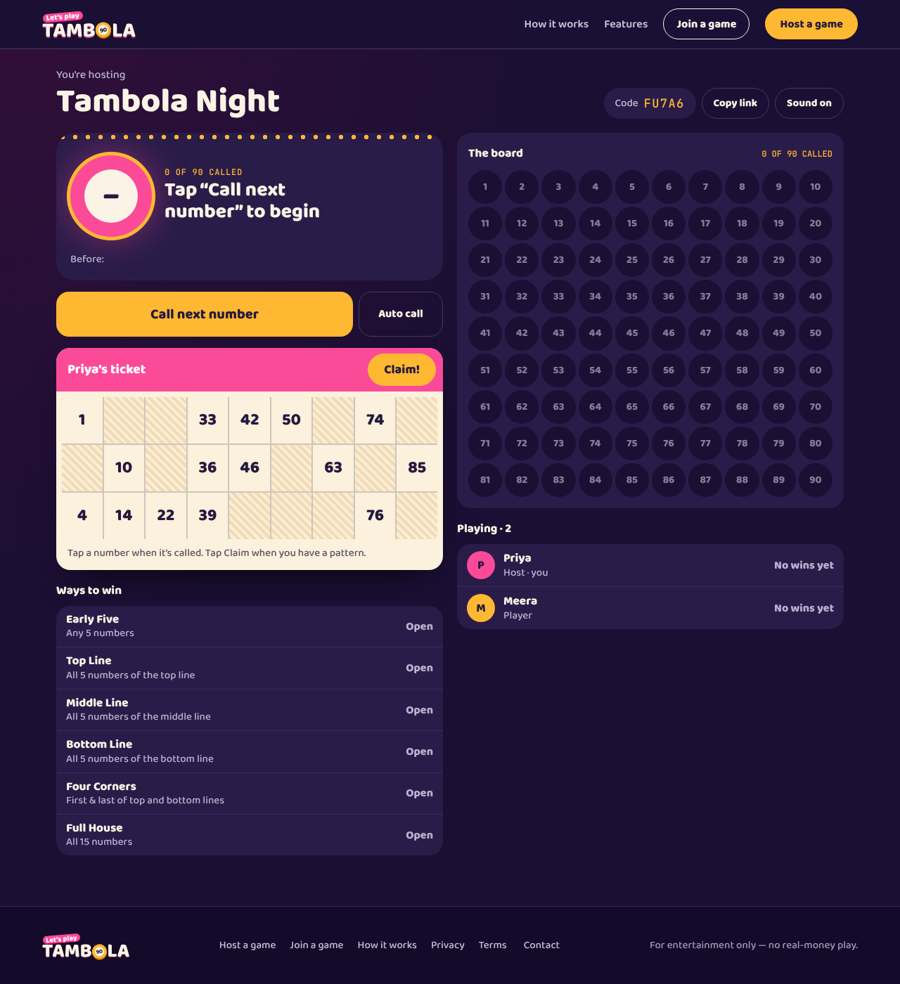 Let's play
TAMBOLA
90
How it works
Features
Join a game
Host a game
You're hosting
Tambola Night
Code FU7A6
Copy link
Sound on
–
0 OF 90 CALLED
Tap “Call next
number” to begin
Before:
Call next number
Auto call
Priya's ticket
Claim!
1 33 42 50 74
10 36 46 63 85
4 14 22 39 76
Tap a number when it's called. Tap Claim when you have a pattern.
Ways to win
Early Five
Any 5 numbers
Open
Top Line
All 5 numbers of the top line
Open
Middle Line
All 5 numbers of the middle line
Open
Bottom Line
All 5 numbers of the bottom line
Open
Four Corners
First & last of top and bottom lines
Open
Full House
All 15 numbers
Open
The board
0 OF 90 CALLED
1 2 3 4 5 6 7 8 9 10
11 12 13 14 15 16 17 18 19 20
21 22 23 24 25 26 27 28 29 30
31 32 33 34 35 36 37 38 39 40
41 42 43 44 45 46 47 48 49 50
51 52 53 54 55 56 57 58 59 60
61 62 63 64 65 66 67 68 69 70
71 72 73 74 75 76 77 78 79 80
81 82 83 84 85 86 87 88 89 90
Playing · 2
P
Priya
Host · you
No wins yet
M
Meera
Player
No wins yet
Let's play
TAMBOLA
90
Host a game
Join a game
How it works
Privacy
Terms
Contact
For entertainment only — no real-money play.